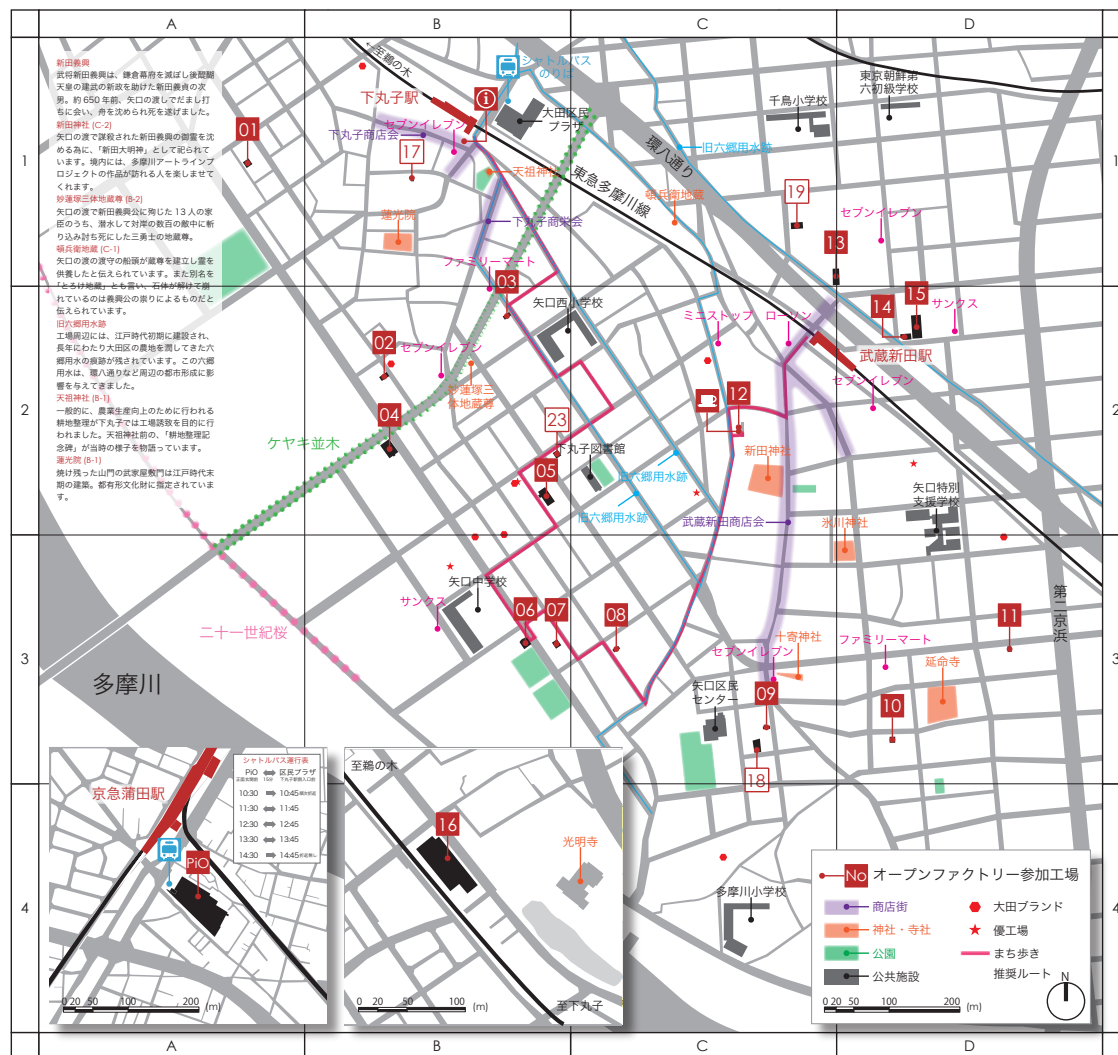 A
B
C
D
新田義興
武将新田義興は、鎌倉幕府を滅ぼし後醍醐
天皇の建武の新政を助けた新田義貞の次
男。約 650 年前、矢口の渡しでだまし打
ちに会い、舟を沈められ死を遂げました。
新田神社 (C-2)
矢口の渡で謀殺された新田義興の御霊を沈
める為に、「新田大明神」として祀られて
います。境内には、多摩川アートラインプ
ロジェクトの作品が訪れる人を楽しませて
くれます。
妙蓮塚三体地蔵尊 (B-2)
矢口の渡で新田義興公に殉じた 13 人の家
臣のうち、潜水して対岸の数百の敵中に斬
り込み討ち死にした三勇士の地蔵尊。
頓兵衛地蔵 (C-1)
矢口の渡の渡守の船頭が蔵尊を建立し霊を
供養したと伝えられています。また別名を
「とろけ地蔵」とも言い、石体が解けて崩
れているのは義興公の祟りによるものだと
伝えられています。
旧六郷用水跡
工場周辺には、江戸時代初期に建設され、
長年にわたり大田区の農地を潤してきた六
郷用水の痕跡が残されています。この六郷
用水は、環八通りなど周辺の都市形成に影
響を与えてきました。
天祖神社 (B-1)
一般的に、農業生産向上のために行われる
耕地整理が下丸子では工場誘致を目的に行
われました。天祖神社前の、「耕地整理記
念碑」が当時の様子を物語っています。
蓮光院 (B-1)
焼け残った山門の武家屋敷門は江戸時代末
期の建築。都有形文化財に指定されていま
す。
1
2
3
4
←至鵜の木
シャトルバス
のりば
下丸子駅
i
大田区民
プラザ
セブンイレブン
下丸子商店会
01
17
天祖神社
蓮光院
下丸子商栄会
ファミリーマート
東急多摩川線
環八通り
旧六郷用水跡
頓兵衛地蔵
千鳥小学校
東京朝鮮第
六初級学校
19
セブンイレブン
13
1
03
矢口西小学校
02
セブンイレブン
妙蓮塚三
体地蔵尊
04
ケヤキ並木
23
05
下丸子図書館
旧六郷用水跡
旧六郷用水跡
ミニストップ
ローソン
14
15
サンクス
武蔵新田駅
セブンイレブン
12
新田神社
武蔵新田商店会
氷川神社
矢口特別
支援学校
2
二十一世紀桜
多摩川
矢口中学校
サンクス
06
07
08
セブンイレブン
十寄神社
ファミリーマート
11
延命寺
10
09
18
矢口区民
センター
第二京浜
3
京急蒲田駅
PiO
シャトルバス運行表
PiO
区民プラザ
10:30
10:45
11:30
11:45
12:30
12:45
13:30
13:45
14:30
14:45
0 20 50 100 200 (m)
至鵜の木
16
光明寺
至下丸子
0 20 50 100 (m)
多摩川小学校
No オープンファクトリー参加工場
商店街
神社・寺社
公園
公共施設
大田ブランド
優工場
まち歩き
推奨ルート
N
0 20 50 100 200 (m)
4
A
B
C
D